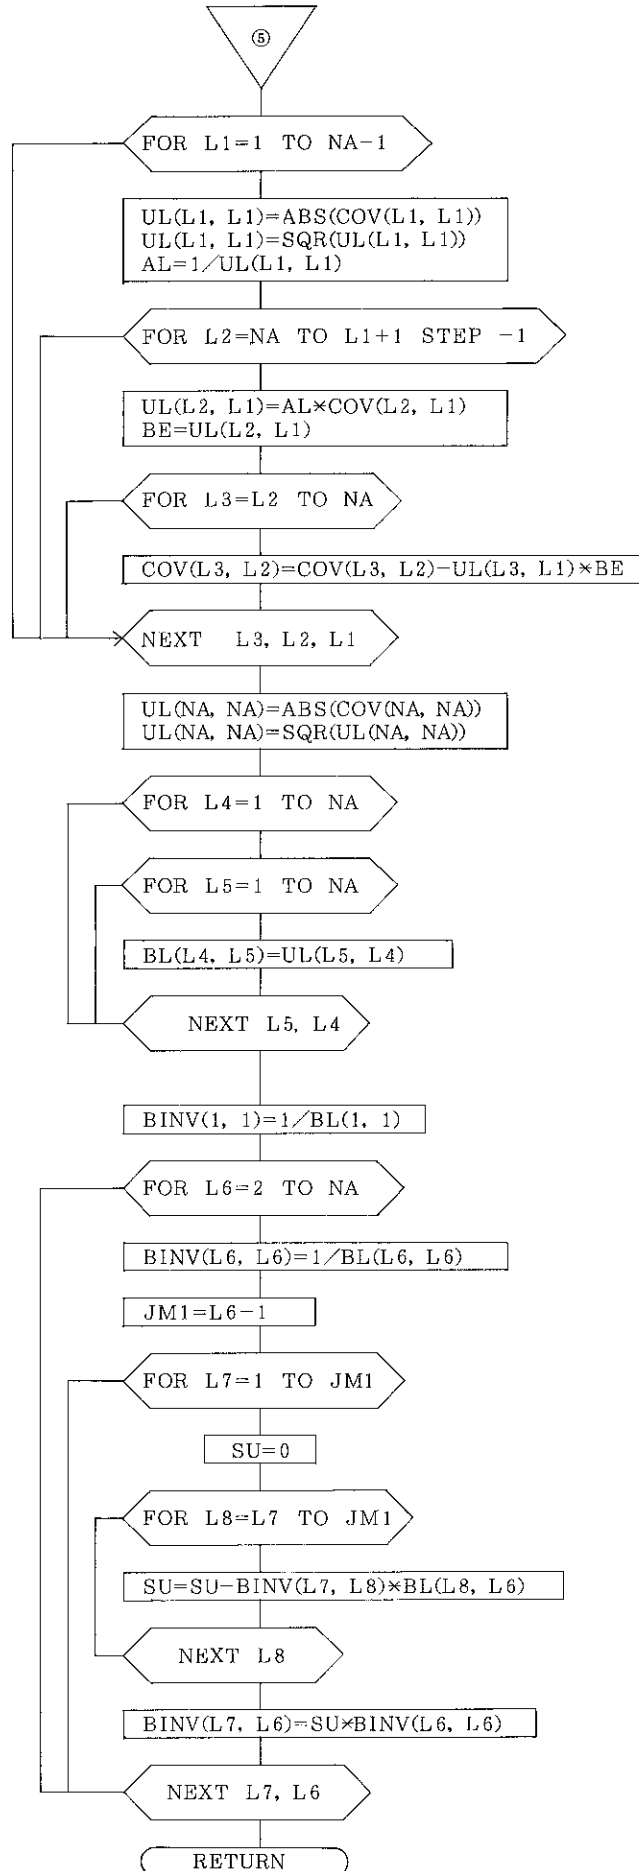 ⑤
FOR L1=1 TO NA-1
UL(L1, L1)=ABS(COV(L1, L1))
UL(L1, L1)=SQR(UL(L1, L1))
AL=1/UL(L1, L1)
FOR L2=NA TO L1+1 STEP -1
UL(L2, L1)=AL*COV(L2, L1)
BE=UL(L2, L1)
FOR L3=L2 TO NA
COV(L3, L2)=COV(L3, L2)-UL(L3, L1)*BE
NEXT L3, L2, L1
UL(NA, NA)=ABS(COV(NA, NA))
UL(NA, NA)=SQR(UL(NA, NA))
FOR L4=1 TO NA
FOR L5=1 TO NA
BL(L4, L5)=UL(L5, L4)
NEXT L5, L4
BINV(1, 1)=1/BL(1, 1)
FOR L6=2 TO NA
BINV(L6, L6)=1/BL(L6, L6)
JM1=L6-1
FOR L7=1 TO JM1
SU=0
FOR L8=L7 TO JM1
SU=SU-BINV(L7, L8)*BL(L8, L6)
NEXT L8
BINV(L7, L6)=SU*BINV(L6, L6)
NEXT L7, L6
RETURN